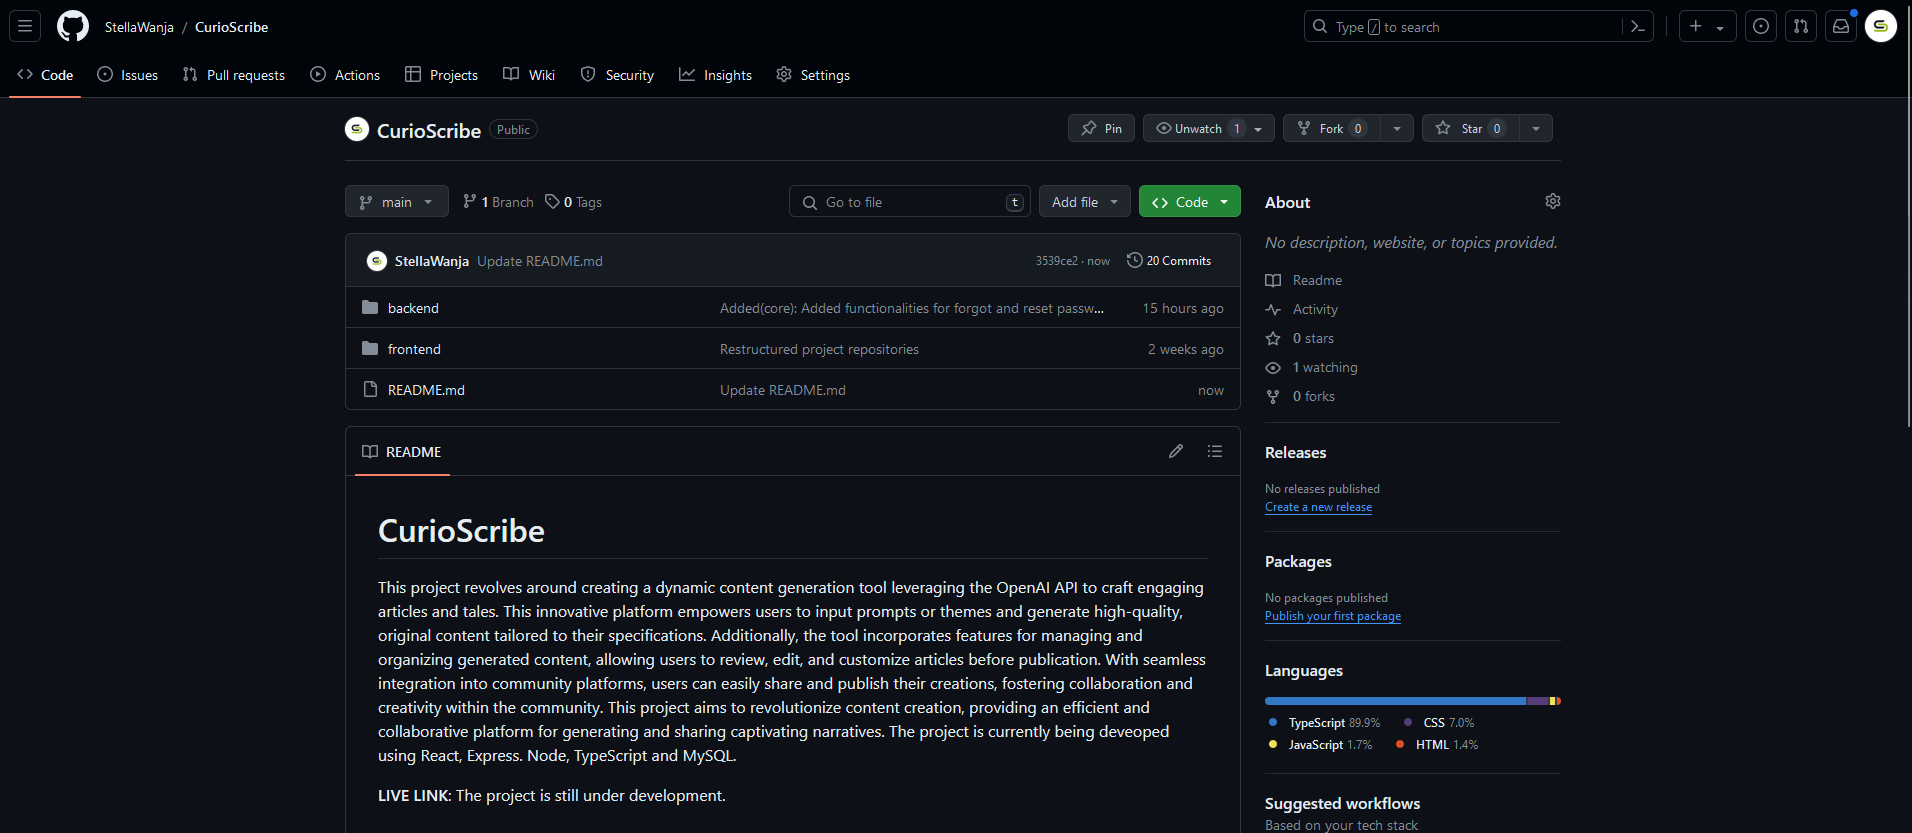 StellaWanja / CurioScribe
Type / to search
Code
Issues
Pull requests
Actions
Projects
Wiki
Security
Insights
Settings
CurioScribe Public
Pin
Unwatch 1
Fork 0
Star 0
main
1 Branch
0 Tags
Go to file t
Add file
Code
StellaWanja Update README.md 3539ce2 · now 20 Commits
backend Added(core): Added functionalities for forgot and reset passw... 15 hours ago
frontend Restructured project repositories 2 weeks ago
README.md Update README.md now
README
CurioScribe
This project revolves around creating a dynamic content generation tool leveraging the OpenAI API to craft engaging
articles and tales. This innovative platform empowers users to input prompts or themes and generate high-quality,
original content tailored to their specifications. Additionally, the tool incorporates features for managing and
organizing generated content, allowing users to review, edit, and customize articles before publication. With seamless
integration into community platforms, users can easily share and publish their creations, fostering collaboration and
creativity within the community. This project aims to revolutionize content creation, providing an efficient and
collaborative platform for generating and sharing captivating narratives. The project is currently being deveoped
using React, Express. Node, TypeScript and MySQL.
LIVE LINK: The project is still under development.
About
No description, website, or topics provided.
Readme
Activity
0 stars
1 watching
0 forks
Releases
No releases published
Create a new release
Packages
No packages published
Publish your first package
Languages
TypeScript 89.9% CSS 7.0%
JavaScript 1.7% HTML 1.4%
Suggested workflows
Based on your tech stack